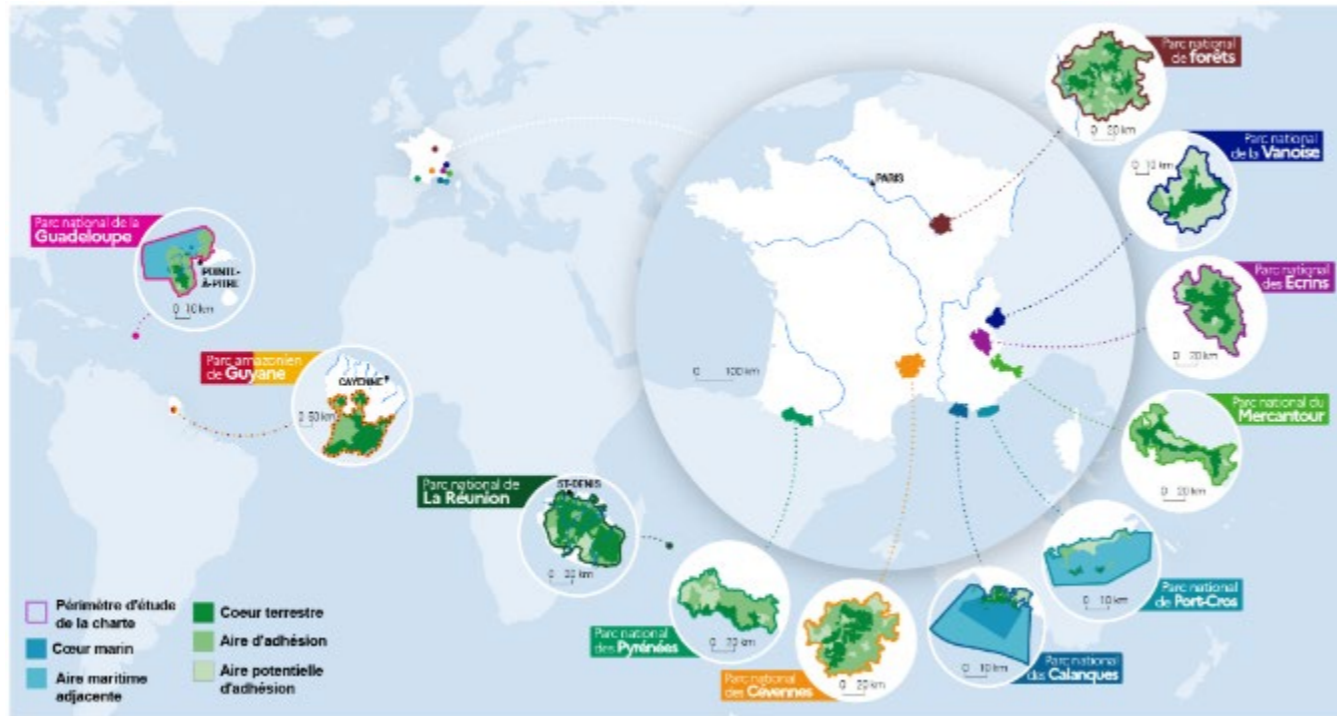 Parc national
de forêts
0 20 km
Parc national
de la Vanoise
0 10 km
PARIS
Parc national de la
Guadeloupe
POINTE-
À-PITRE
0 10 km
Parc national
des Ecrins
0 20 km
Parc amazonien
de Guyane
CAYENNE
0 50 km
0 100 km
Parc national du
Mercantour
0 20 km
Parc national de
La Réunion
ST-DENIS
0 20 km
Parc national
de Port-Cros
0 10 km
Parc national
des Pyrénées
0 20 km
Parc national
des Cévennes
0 20 km
Parc national
des Calanques
0 10 km
Périmètre d'étude
de la charte
Cœur marin
Aire maritime
adjacente
Coeur terrestre
Aire d'adhésion
Aire potentielle
d'adhésion